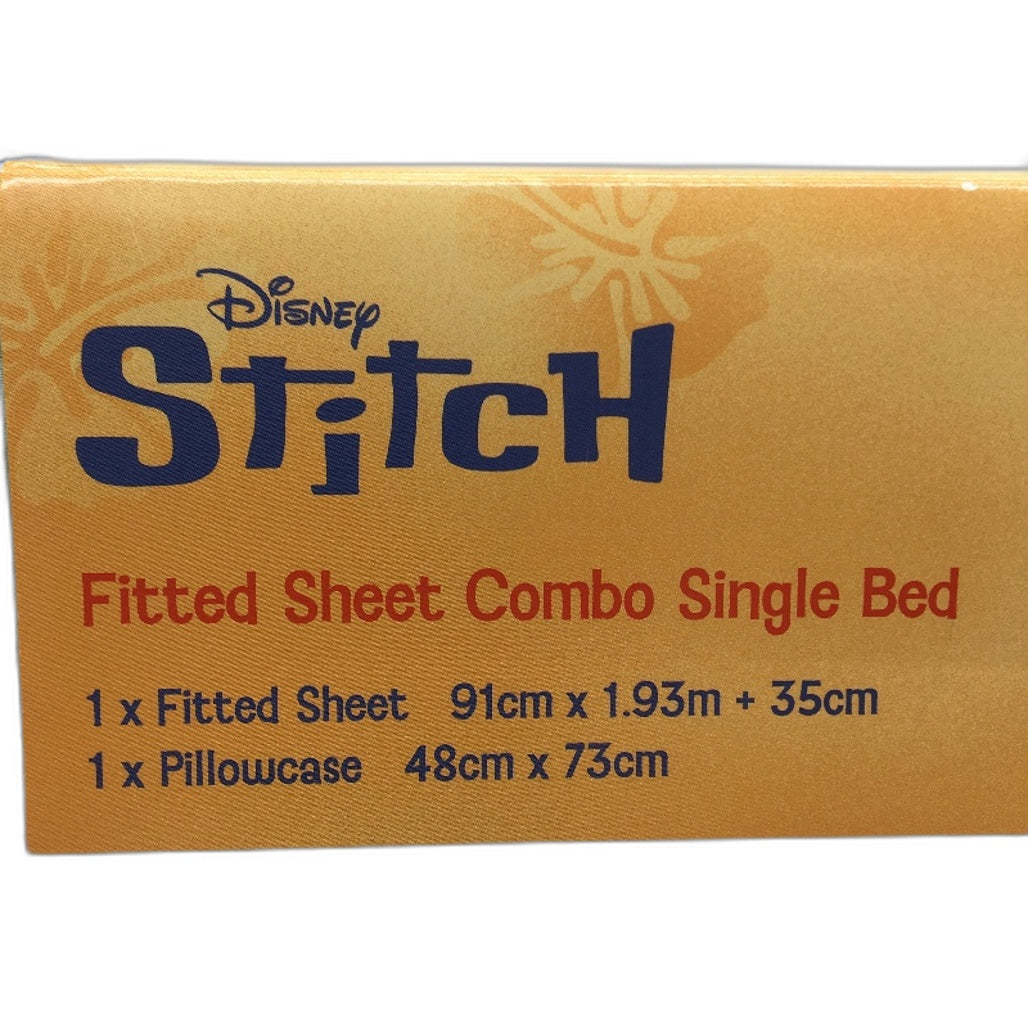 Disney
Stitch
Fitted Sheet Combo Single Bed
1 x Fitted Sheet 91cm x 1.93m + 35cm
1 x Pillowcase 48cm x 73cm